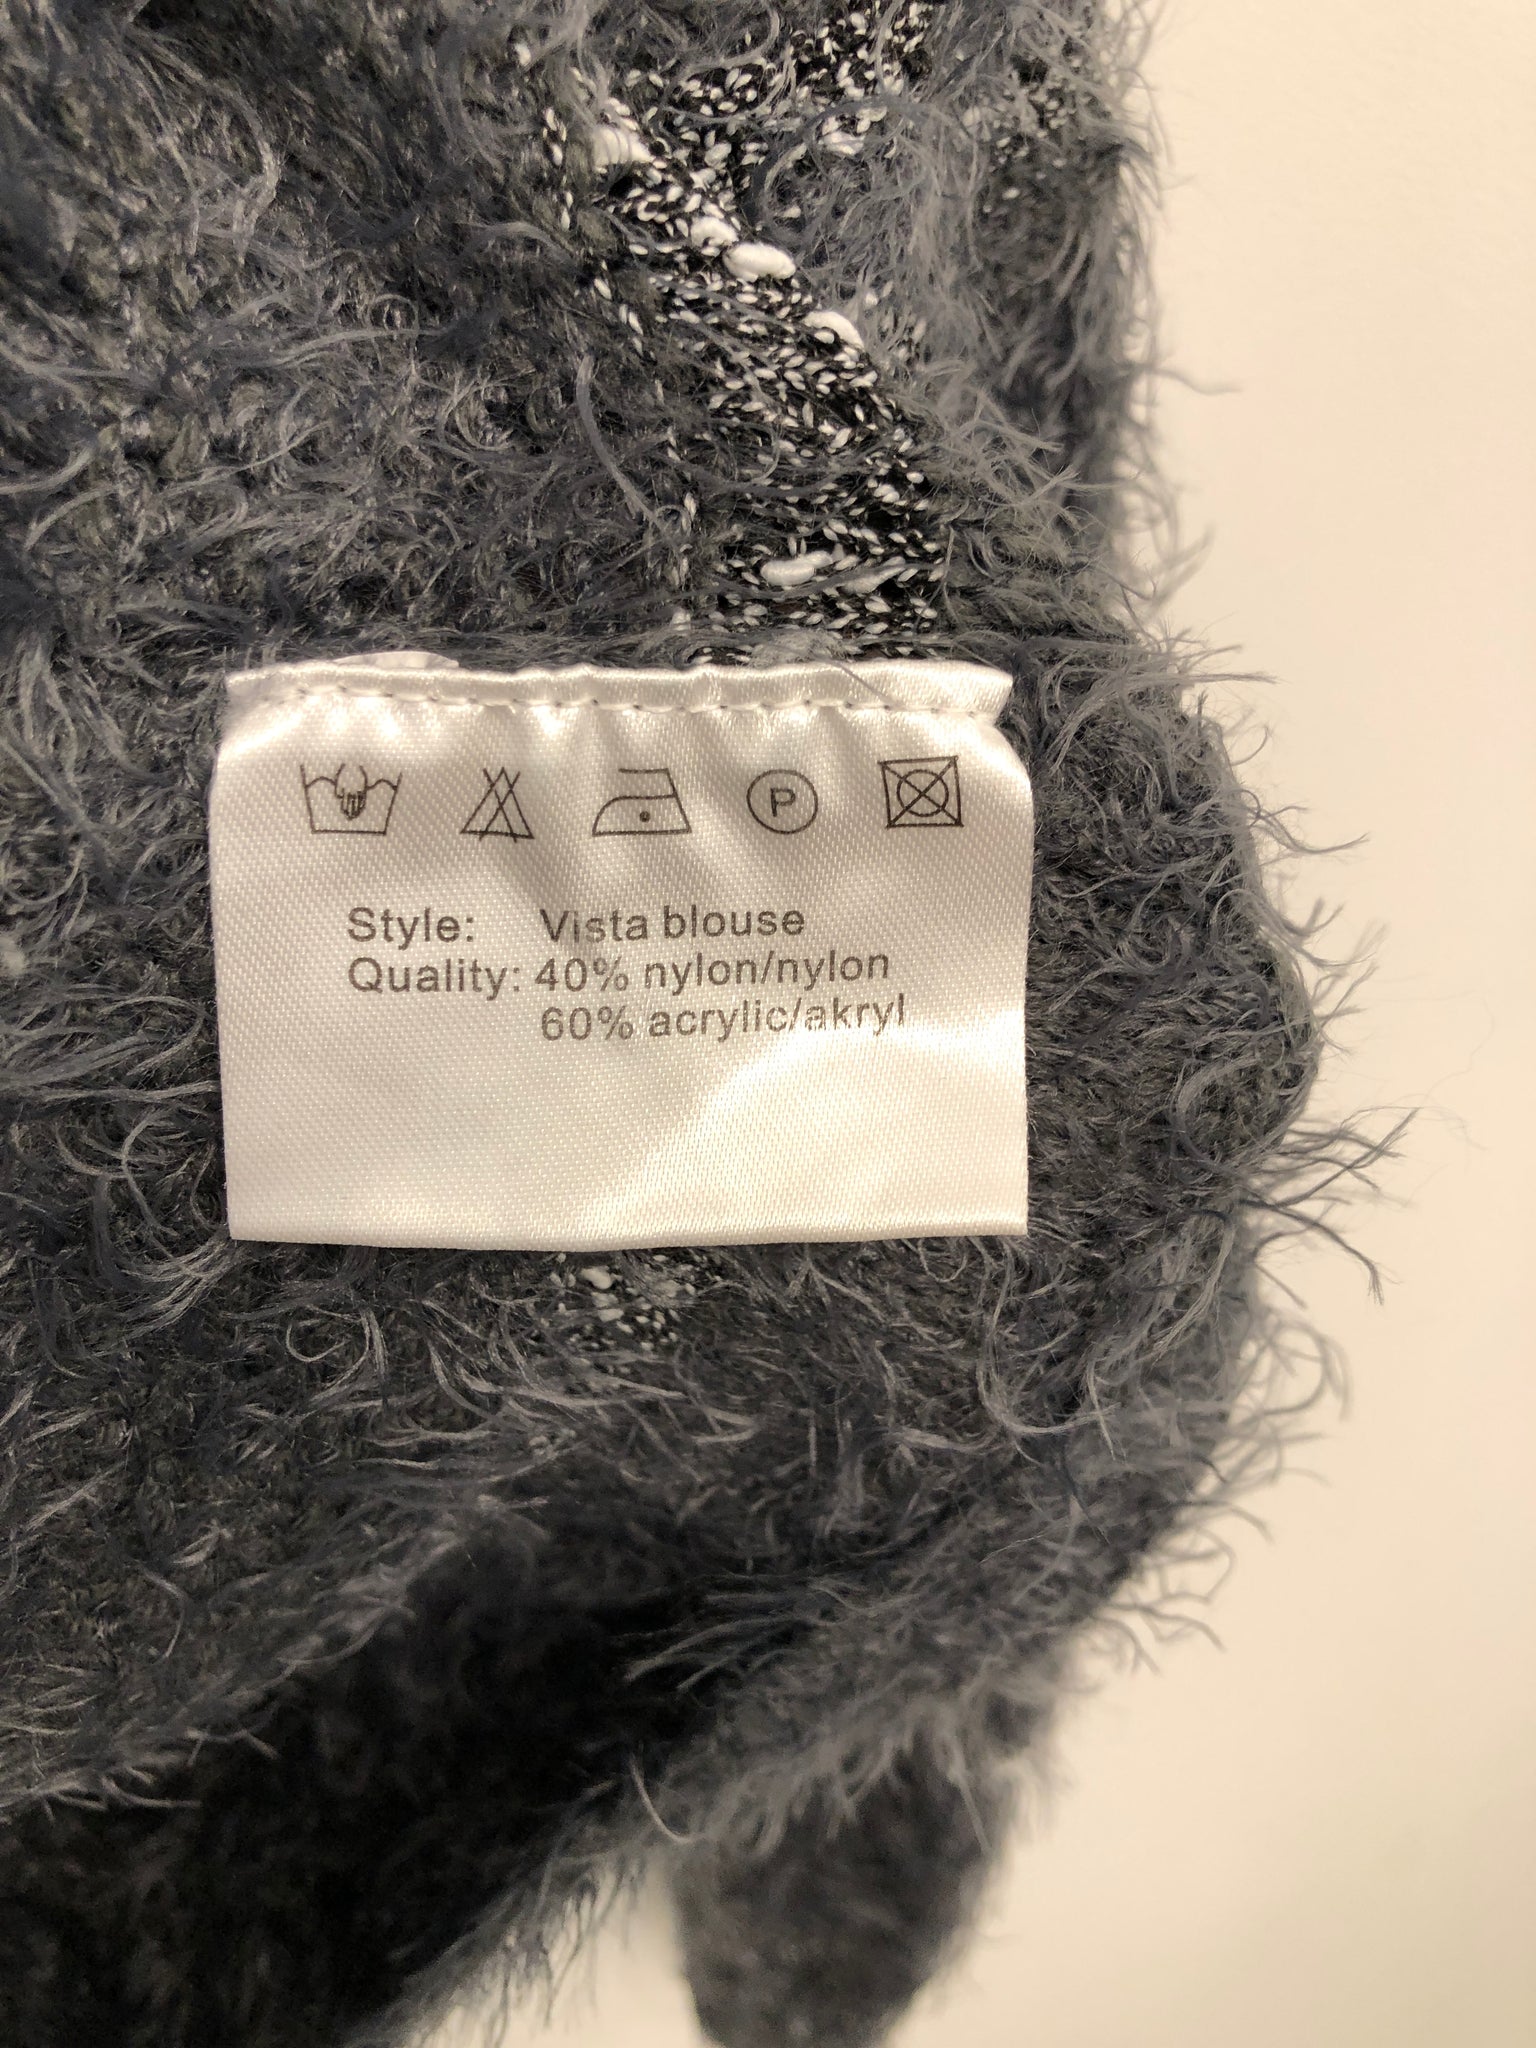 P
Style: Vista blouse
Quality: 40% nylon/nylon
60% acrylic/akryl